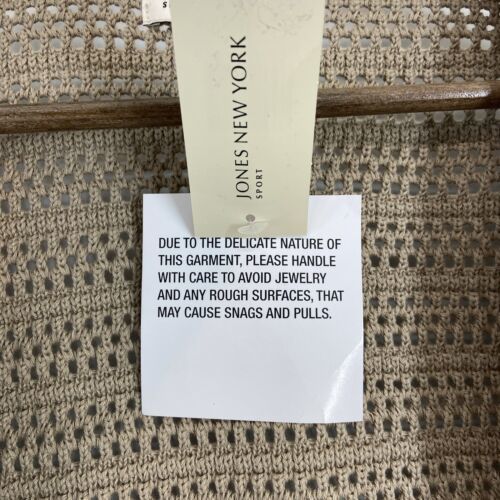 S
JONES NEW YORK
SPORT
DUE TO THE DELICATE NATURE OF
THIS GARMENT, PLEASE HANDLE
WITH CARE TO AVOID JEWELRY
AND ANY ROUGH SURFACES, THAT
MAY CAUSE SNAGS AND PULLS.